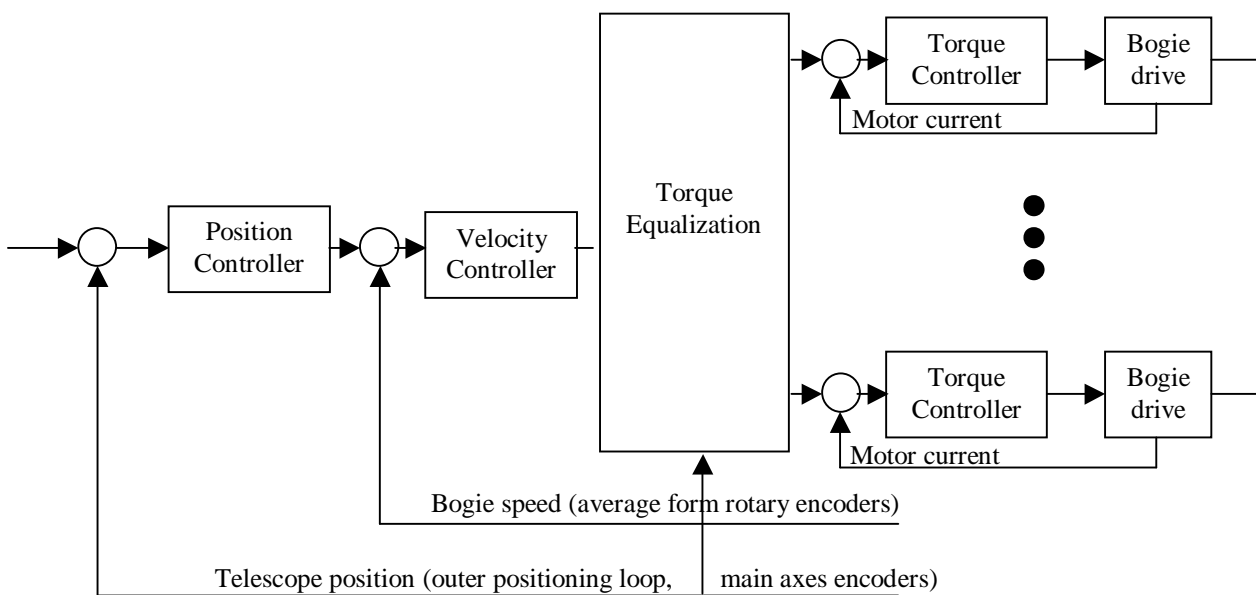 Torque
Controller
Bogie
drive
Motor current
Torque
Equalization
Position
Controller
Velocity
Controller
Torque
Controller
Bogie
drive
Motor current
Bogie speed (average form rotary encoders)
Telescope position (outer positioning loop, main axes encoders)